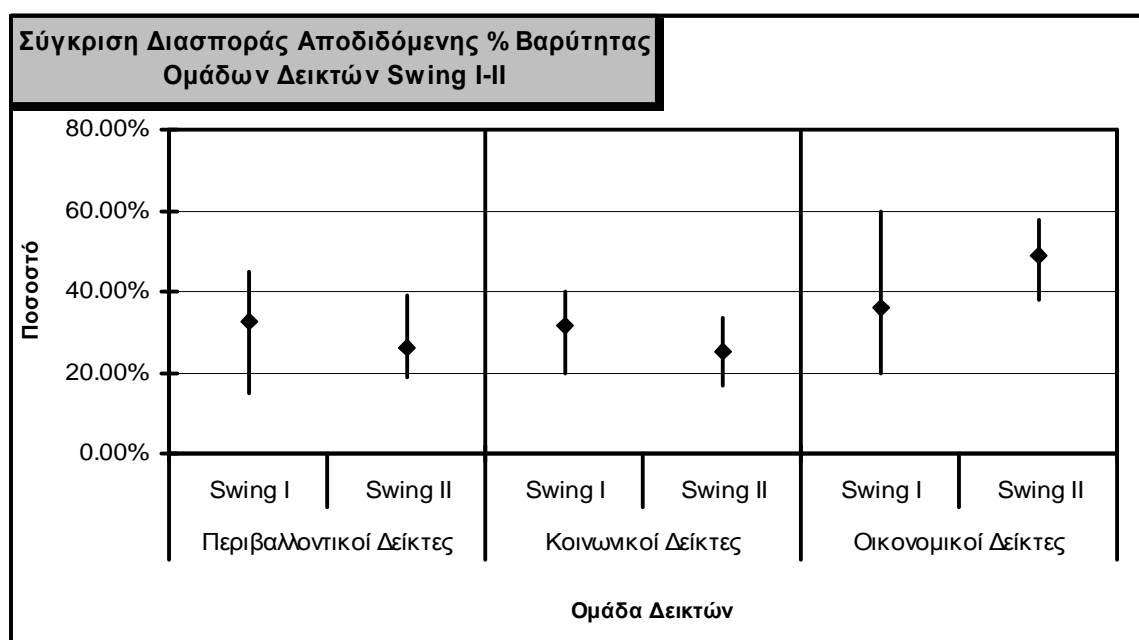 Σύγκριση Διασποράς Αποδιδόμενης % Βαρύτητας
Ομάδων Δεικτών Swing I-II
80.00%
60.00%
40.00%
20.00%
0.00%
Ποσοστό
Swing I Swing II Swing I Swing II Swing I Swing II
Περιβαλλοντικοί Δείκτες Κοινωνικοί Δείκτες Οικονομικοί Δείκτες
Ομάδα Δεικτών